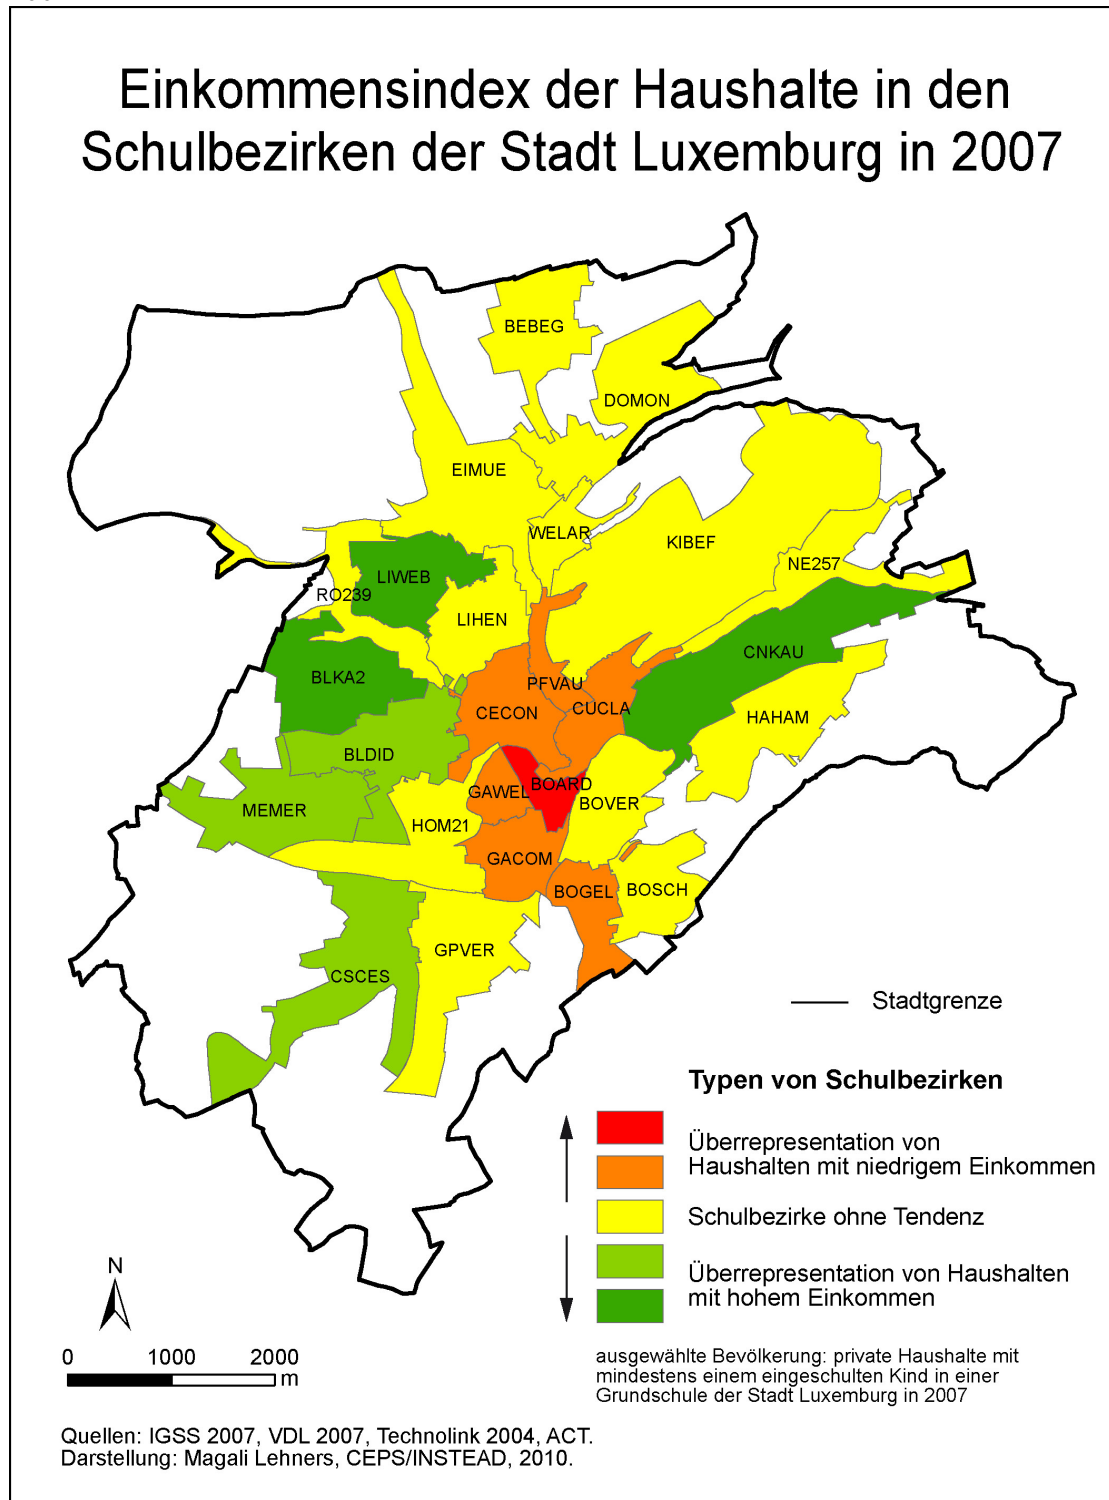 Einkommensindex der Haushalte in den
Schulbezirken der Stadt Luxemburg in 2007
BEBEG
DOMON
EIMUE
WELAR
KIBEF
NE257
LIWEB
RO239
LIHEN
CNKAU
BLKA2
PFVAU
CUCLA
CECON
HAHAM
BLDID
GAWEL
BOARD
BOVER
MEMER
HOM21
GACOM
BOGEL
BOSCH
GPVER
CSCES
Stadtgrenze
Typen von Schulbezirken
Überrepresentation von
Haushalten mit niedrigem Einkommen
Schulbezirke ohne Tendenz
Überrepresentation von Haushalten
mit hohem Einkommen
N
0 1000 2000
m
ausgewählte Bevölkerung: private Haushalte mit
mindestens einem eingeschulten Kind in einer
Grundschule der Stadt Luxemburg in 2007
Quellen: IGSS 2007, VDL 2007, Technolink 2004, ACT.
Darstellung: Magali Lehners, CEPS/INSTEAD, 2010.